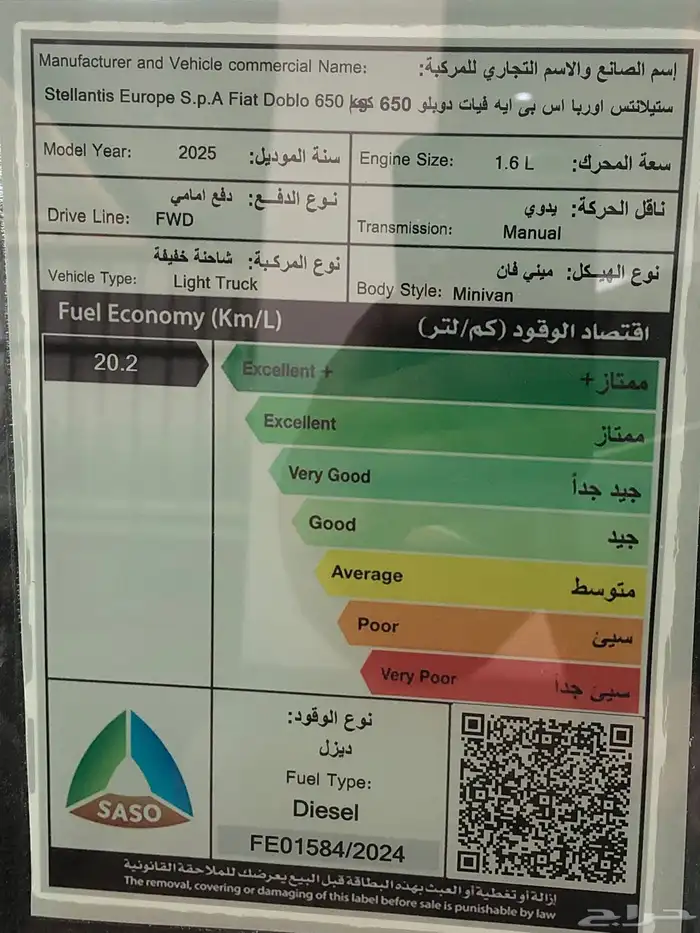 Manufacturer and Vehicle commercial Name: إسم الصانع والاسم التجاري للمركبة:
Stellantis Europe S.p.A Fiat Doblo 650 kg ستيلانتس اوربا اس بى ايه فيات دوبلو 650 كج
Model Year: 2025 سنة الموديل:
Engine Size: 1.6 L سعة المحرك:
Drive Line: دفع امامي FWD نوع الدفع:
Transmission: يدوي Manual ناقل الحركة:
Vehicle Type: شاحنة خفيفة Light Truck نوع المركبة:
Body Style: ميني فان Minivan نوع الهيكل:
Fuel Economy (Km/L) اقتصاد الوقود (كم/لتر)
20.2
Excellent + ممتاز+
Excellent ممتاز
Very Good جيد جداً
Good جيد
Average متوسط
Poor سيئ
Very Poor سيئ جداً
SASO
نوع الوقود:
ديزل
Fuel Type:
Diesel
FE01584/2024
إزالة أو تغطية أو العبث بهذه البطاقة قبل البيع يعرضك للملاحقة القانونية
The removal, covering or damaging of this label before sale is punishable by law
حراج